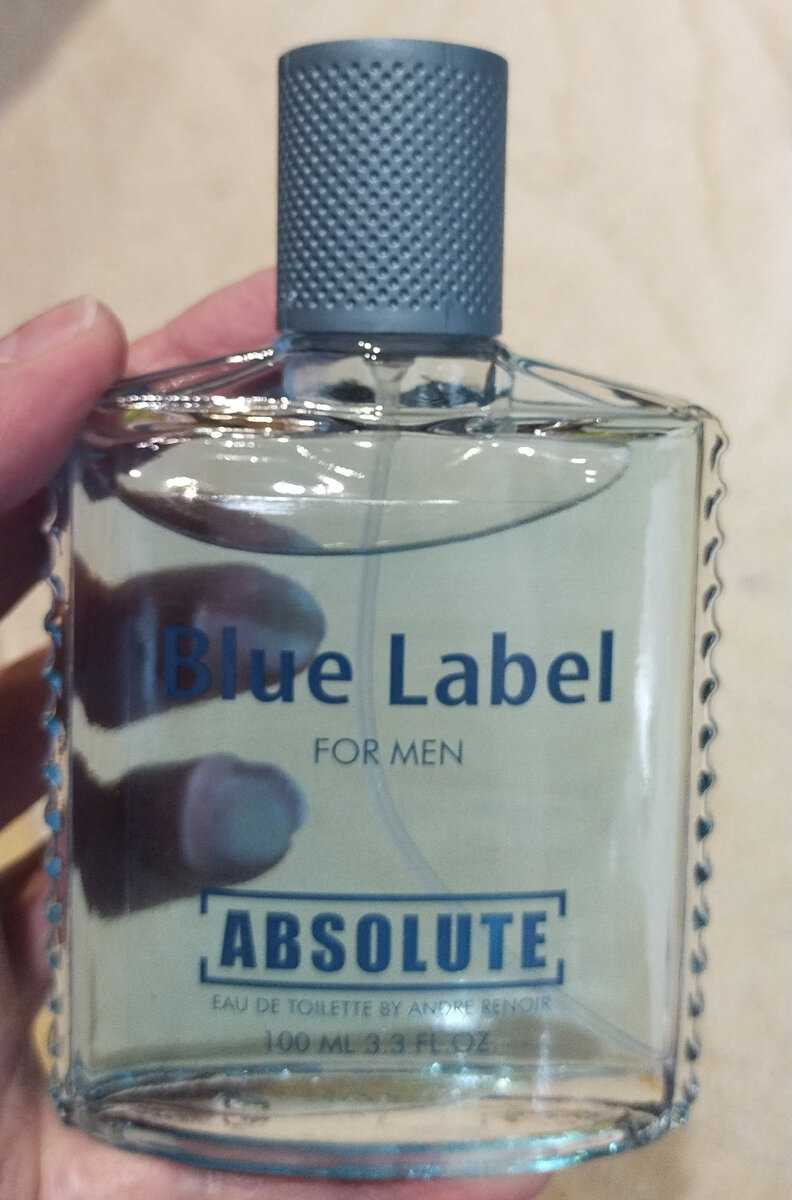 Blue Label
FOR MEN
ABSOLUTE
EAU DE TOILETTE BY ANDRE RENOIR
100 ML 3.3 FL.OZ.